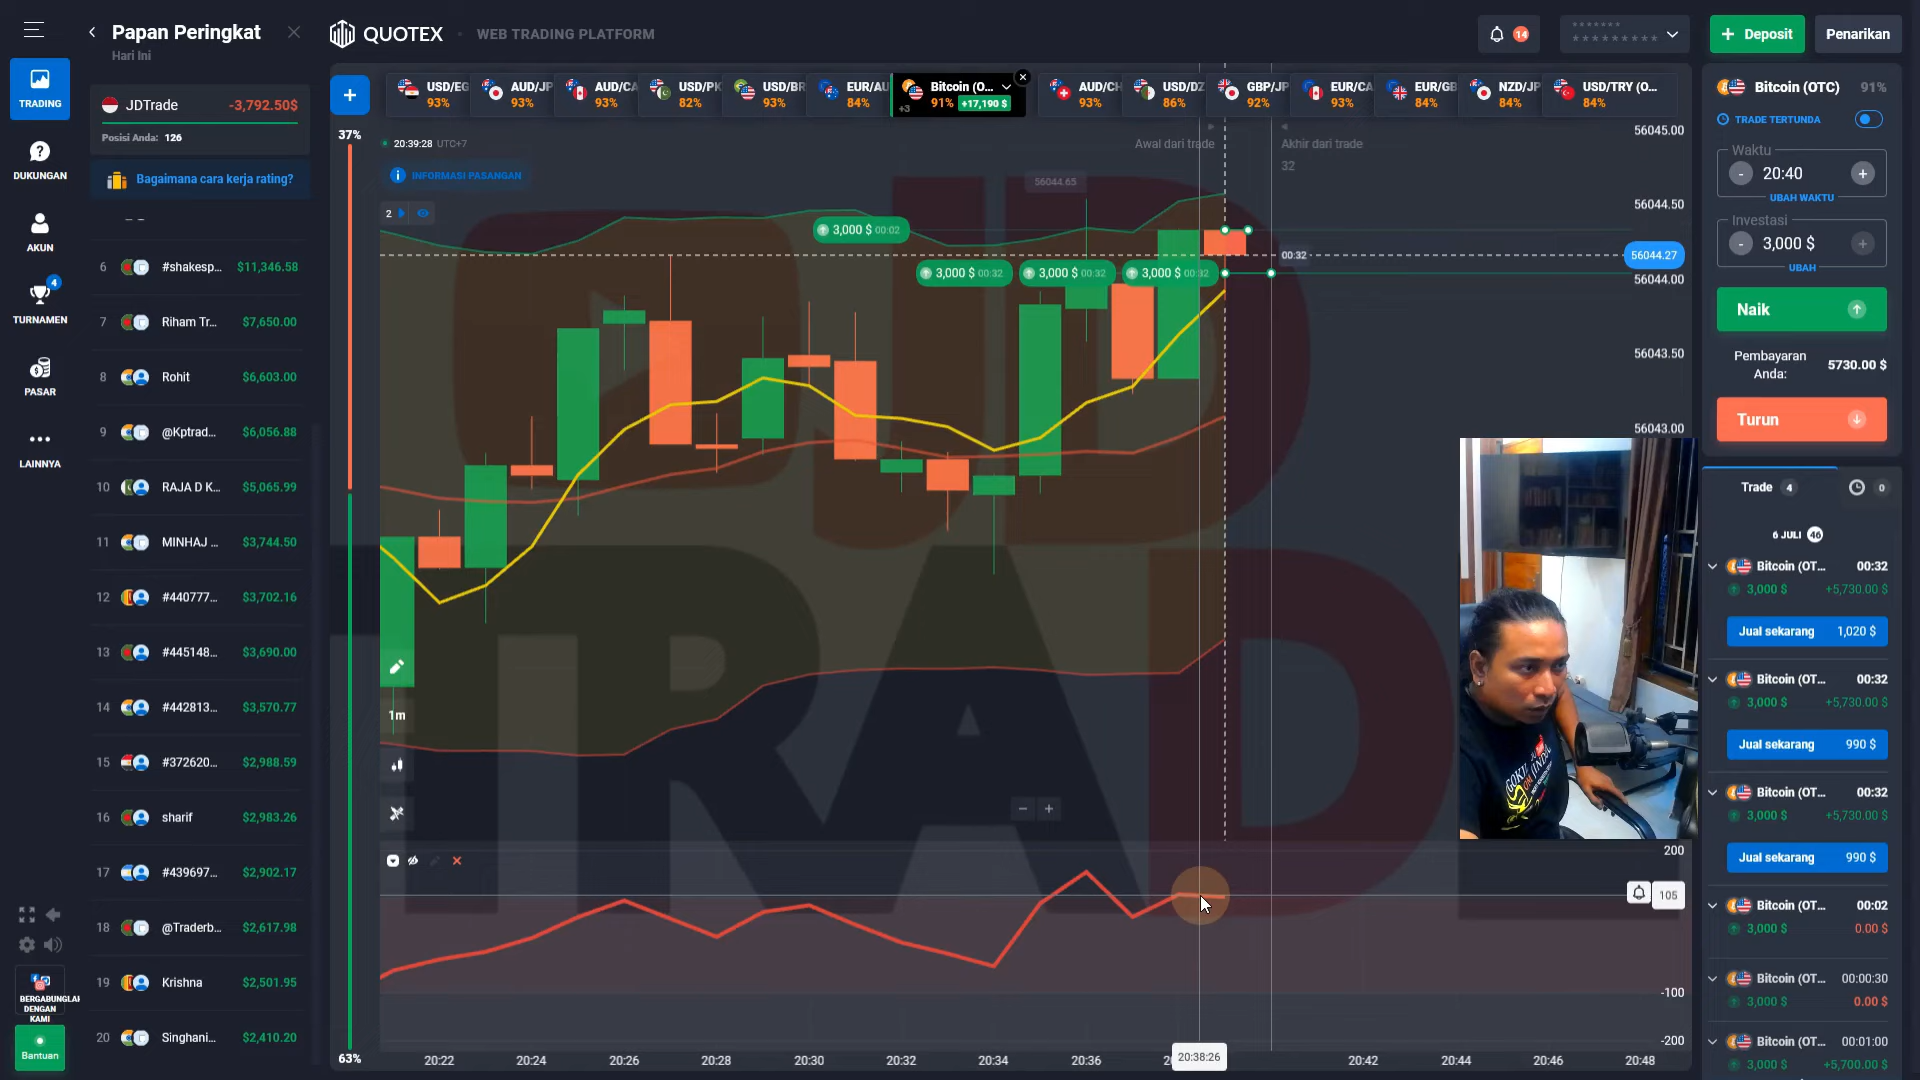 Papan Peringkat
Hari Ini
QUOTEX
WEB TRADING PLATFORM
14
*******
*********
+ Deposit
Penarikan
TRADING
DUKUNGAN
AKUN
4
TURNAMEN
PASAR
LAINNYA
BERGABUNGLAH
DENGAN
KAMI
Bantuan
JDTrade -3,792.50$
Posisi Anda: 126
Bagaimana cara kerja rating?
6 #shakesp... $11,346.58
7 Riham Tr... $7,650.00
8 Rohit $6,603.00
9 @Kptrad... $6,056.88
10 RAJA D K... $5,065.99
11 MINHAJ ... $3,744.50
12 #440777... $3,702.16
13 #445148... $3,690.00
14 #442813... $3,570.77
15 #372620... $2,988.59
16 sharif $2,983.26
17 #439697... $2,902.17
18 @Traderb... $2,617.98
19 Krishna $2,501.95
20 Singhani... $2,410.20
USD/EG 93%
AUD/JP 93%
AUD/CA 93%
USD/PK 82%
USD/BR 93%
EUR/AU 84%
Bitcoin (O... +3 91% +17,190 $
AUD/CH 93%
USD/DZ 86%
GBP/JP 92%
EUR/CA 93%
EUR/GB 84%
NZD/JP 84%
USD/TRY (O... 84%
37%
63%
20:39:28 UTC+7
INFORMASI PASANGAN
2
Awal dari trade
Akhir dari trade
32
56044.65
3,000 $ 00:02
3,000 $ 00:32
3,000 $ 00:32
3,000 $ 00:32
00:32
56045.00
56044.50
56044.27
56044.00
56043.50
56043.00
JD
TRAD
1m
200
105
-100
-200
20:22 20:24 20:26 20:28 20:30 20:32 20:34 20:36 20:38:26 20:42 20:44 20:46 20:48
Bitcoin (OTC) 91%
TRADE TERTUNDA
Waktu
- 20:40 +
UBAH WAKTU
Investasi
- 3,000 $ +
UBAH
Naik
Pembayaran
Anda:
5730.00 $
Turun
Trade 4
0
6 JULI 46
Bitcoin (OT... 00:32
3,000 $ +5,730.00 $
Jual sekarang 1,020 $
Bitcoin (OT... 00:32
3,000 $ +5,730.00 $
Jual sekarang 990 $
Bitcoin (OT... 00:32
3,000 $ +5,730.00 $
Jual sekarang 990 $
Bitcoin (OT... 00:02
3,000 $ 0.00 $
Bitcoin (OT... 00:00:30
3,000 $ 0.00 $
Bitcoin (OT... 00:01:00
3,000 $ +5,700.00 $